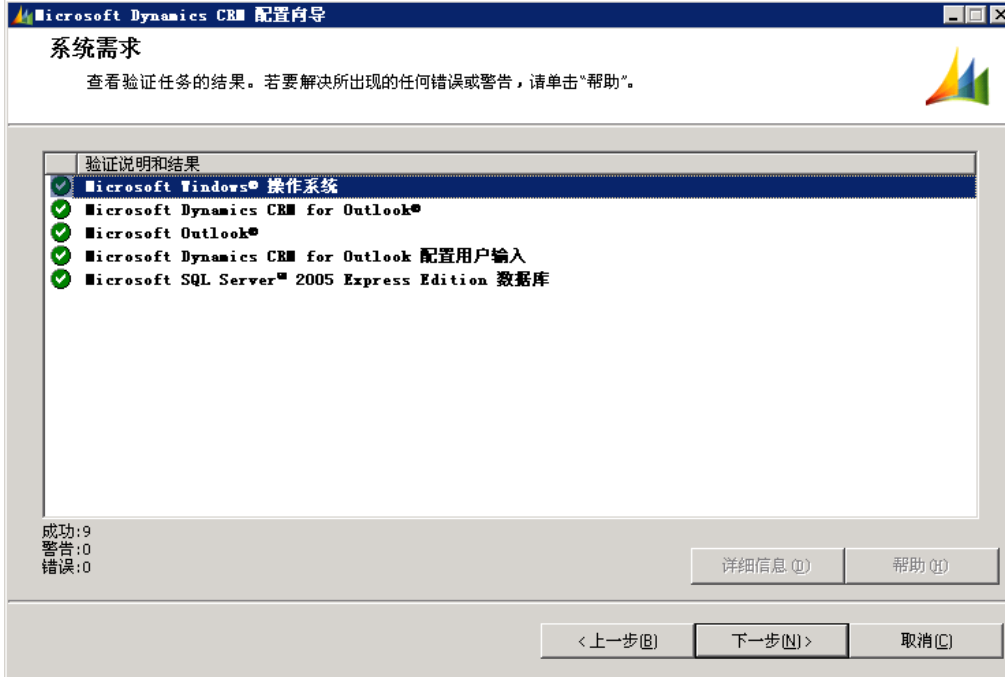 Microsoft Dynamics CRM 配置向导
系统需求
查看验证任务的结果。若要解决所出现的任何错误或警告，请单击“帮助”。
验证说明和结果
Microsoft Windows® 操作系统
Microsoft Dynamics CRM for Outlook®
Microsoft Outlook®
Microsoft Dynamics CRM for Outlook 配置用户输入
Microsoft SQL Server™ 2005 Express Edition 数据库
成功:9
警告:0
错误:0
详细信息(D)
帮助(H)
<上一步(B)
下一步(N)>
取消(C)